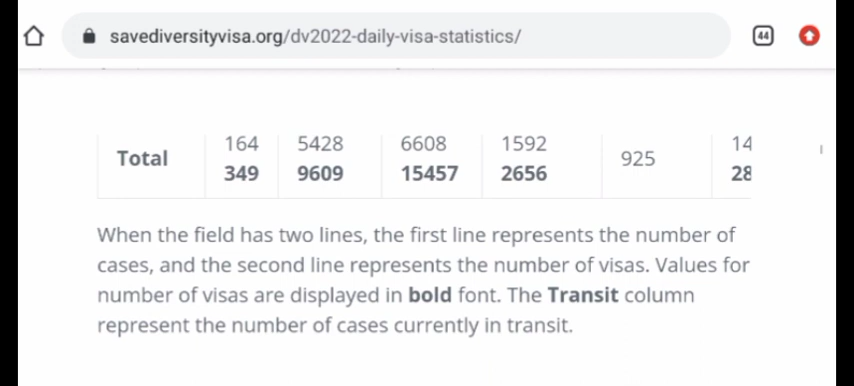 savediversityvisa.org/dv2022-daily-visa-statistics/ 44
164 5428 6608 1592 14
Total 925
349 9609 15457 2656 28
When the field has two lines, the first line represents the number of
cases, and the second line represents the number of visas. Values for
number of visas are displayed in bold font. The Transit column
represent the number of cases currently in transit.